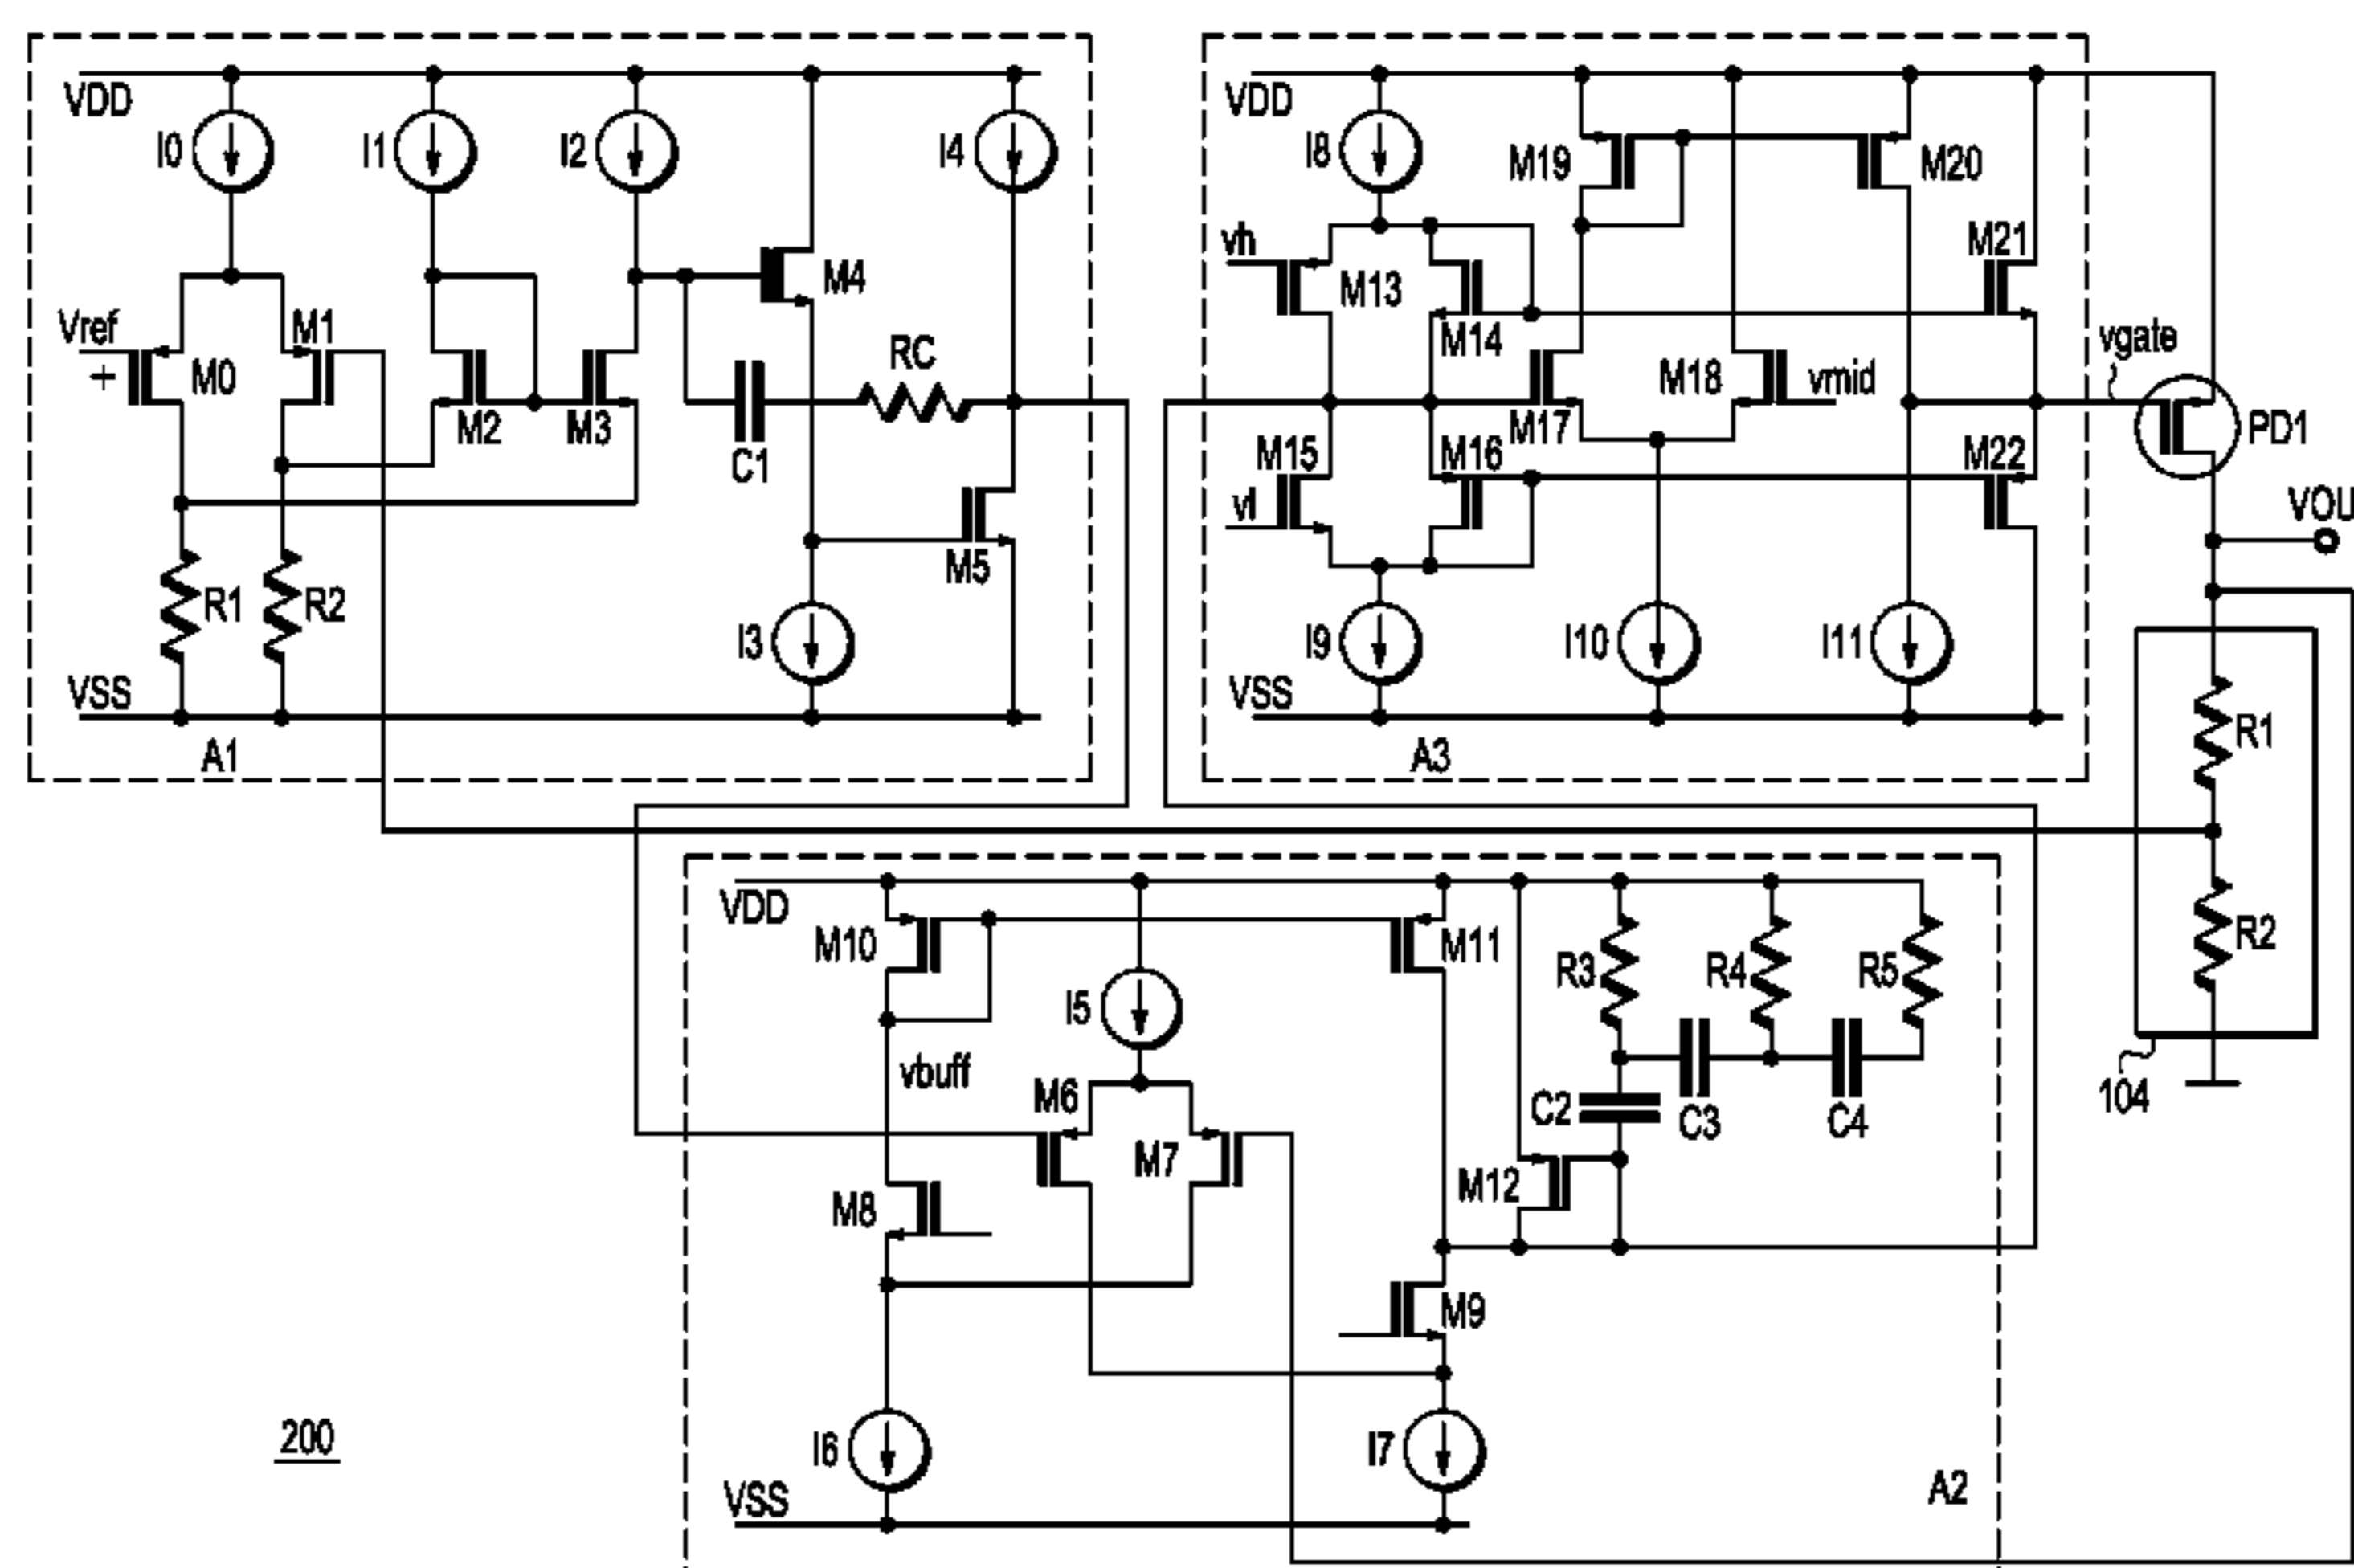 VDD
I0
I1
I2
I4
Vref
+
M0
M1
M2
M3
M4
RC
C1
M5
R1
R2
I3
VSS
A1
VDD
I8
M19
M20
vh
M13
M14
M21
M17
M18
vmid
vgate
PD1
M15
M16
M22
vl
VOU
I9
I10
I11
VSS
A3
R1
R2
104
VDD
M10
M11
I5
R3
R4
R5
vbuff
M6
M7
C2
C3
C4
M8
M12
M9
I6
I7
VSS
A2
200